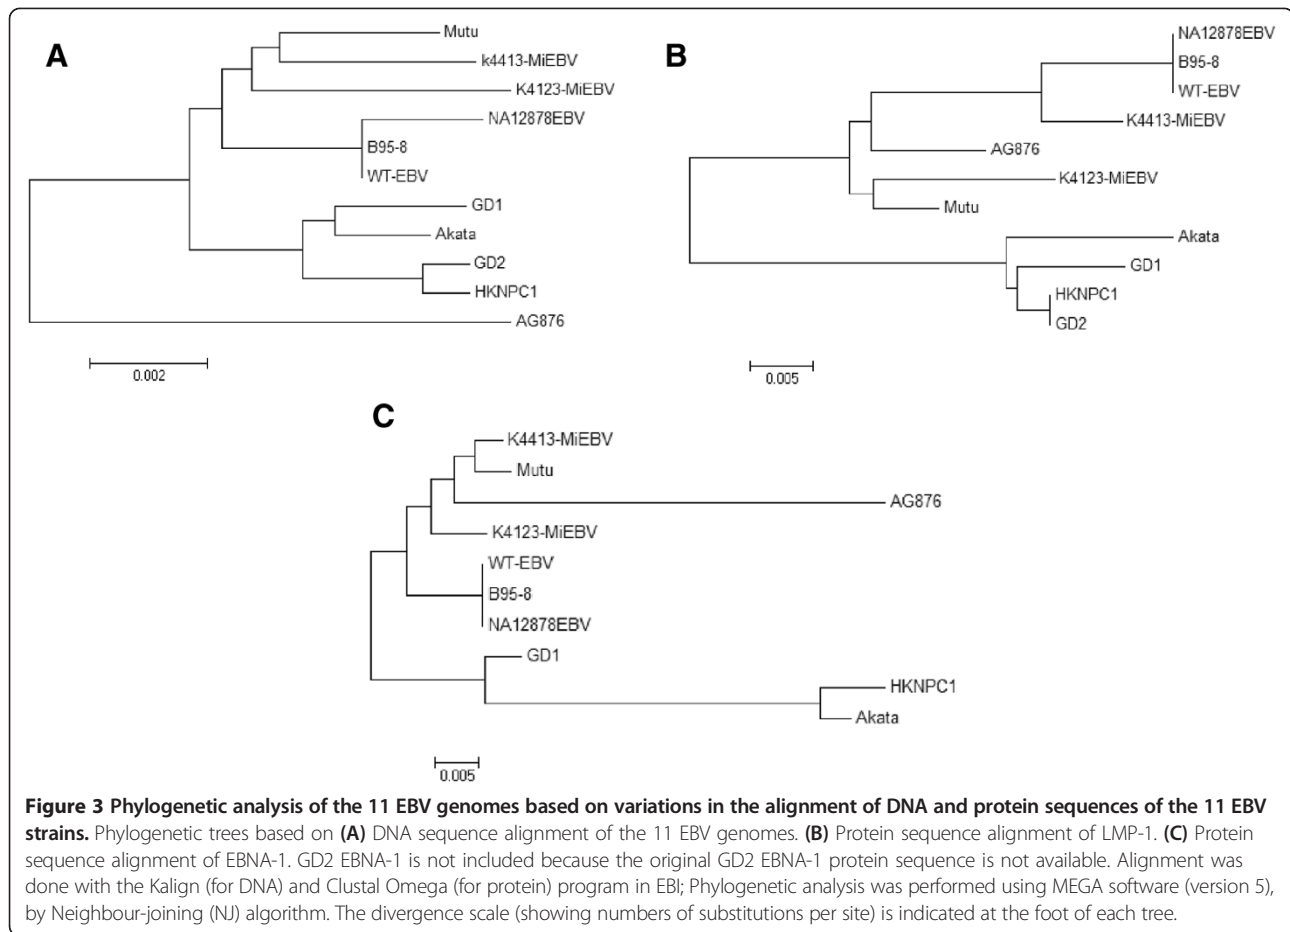 A
Mutu
k4413-MiEBV
K4123-MiEBV
NA12878EBV
B95-8
WT-EBV
GD1
Akata
GD2
HKNPC1
AG876
0.002
B
NA12878EBV
B95-8
WT-EBV
K4413-MiEBV
AG876
K4123-MiEBV
Mutu
Akata
GD1
HKNPC1
GD2
0.005
C
K4413-MiEBV
Mutu
AG876
K4123-MiEBV
WT-EBV
B95-8
NA12878EBV
GD1
HKNPC1
Akata
0.005
Figure 3 Phylogenetic analysis of the 11 EBV genomes based on variations in the alignment of DNA and protein sequences of the 11 EBV
strains. Phylogenetic trees based on (A) DNA sequence alignment of the 11 EBV genomes. (B) Protein sequence alignment of LMP-1. (C) Protein
sequence alignment of EBNA-1. GD2 EBNA-1 is not included because the original GD2 EBNA-1 protein sequence is not available. Alignment was
done with the Kalign (for DNA) and Clustal Omega (for protein) program in EBI; Phylogenetic analysis was performed using MEGA software (version 5),
by Neighbour-joining (NJ) algorithm. The divergence scale (showing numbers of substitutions per site) is indicated at the foot of each tree.